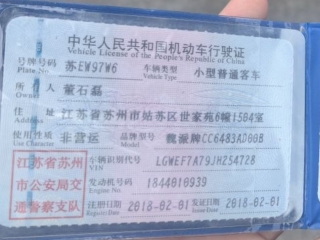 中华人民共和国机动车行驶证
Vehicle License of the People's Republic of China
号牌号码 苏EW97W6 车辆类型 小型普通客车
Plate No. Vehicle Type
所有人 董石磊
Owner
住址 江苏省苏州市姑苏区世家苑6幢1504室
使用性质 非营运 品牌型号 魏派牌CC6483AD00B
Use Character Model
江苏省苏州 车辆识别代号 LGWEF7A79JH254728
VIN
市公安局交 发动机号码 1844010939
Engine No.
通警察支队 注册日期 2018-02-01 发证日期 2018-02-01
Register Date Issue Date